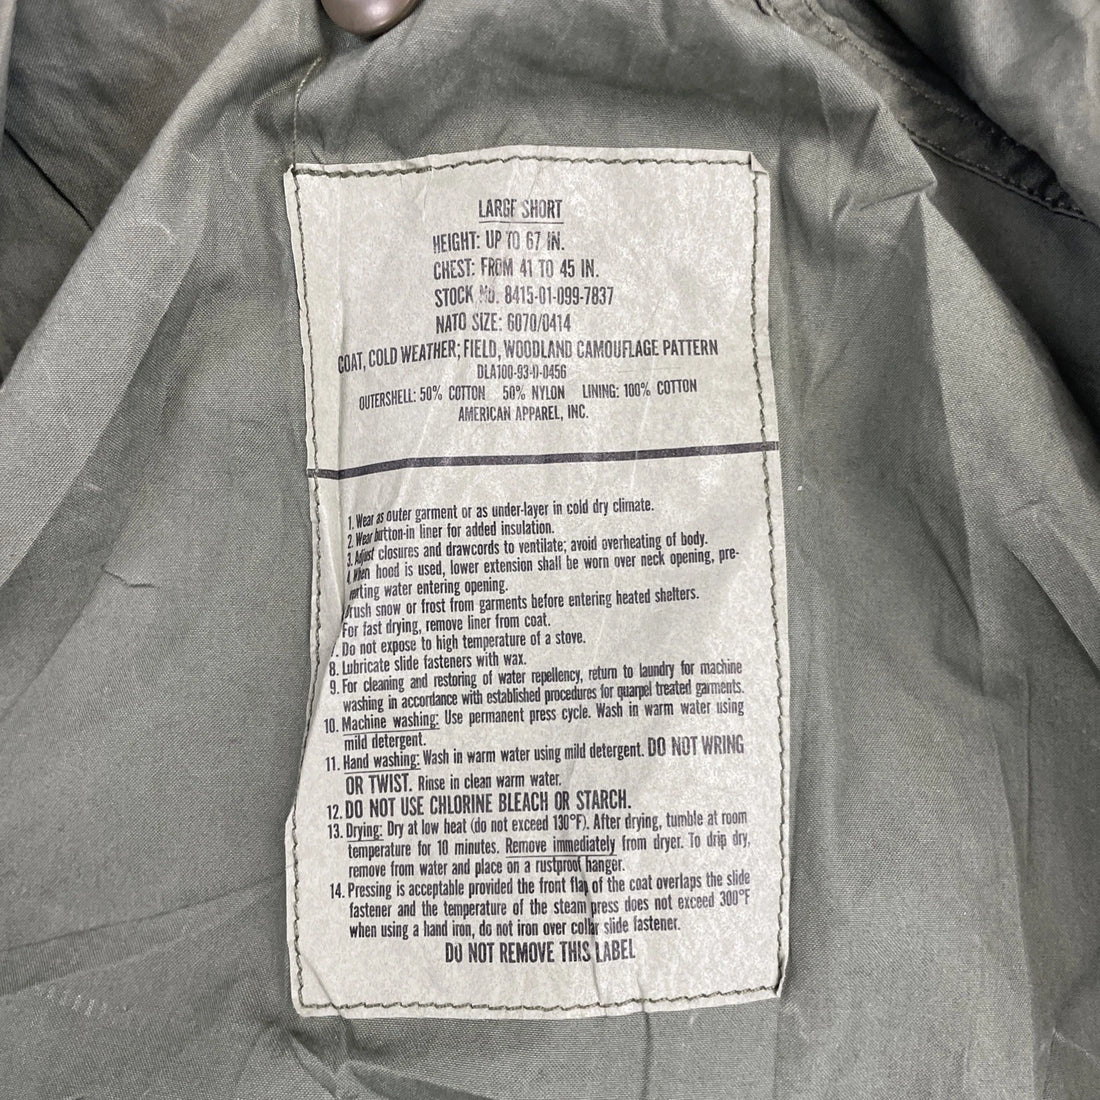 LARGE SHORT
HEIGHT: UP TO 67 IN.
CHEST: FROM 41 TO 45 IN.
STOCK No. 8415-01-099-7837
NATO SIZE: 6070/0414
COAT, COLD WEATHER; FIELD, WOODLAND CAMOUFLAGE PATTERN
DLA100-93-D-0456
OUTERSHELL: 50% COTTON 50% NYLON LINING: 100% COTTON
AMERICAN APPAREL, INC.
1. Wear as outer garment or as under-layer in cold dry climate.
2. Wear button-in liner for added insulation.
3. Adjust closures and drawcords to ventilate; avoid overheating of body.
4. When hood is used, lower extension shall be worn over neck opening, pre-
venting water entering opening.
rush snow or frost from garments before entering heated shelters.
For fast drying, remove liner from coat.
7. Do not expose to high temperature of a stove.
8. Lubricate slide fasteners with wax.
9. For cleaning and restoring of water repellency, return to laundry for machine
washing in accordance with established procedures for quarpel treated garments.
10. Machine washing: Use permanent press cycle. Wash in warm water using
mild detergent.
11. Hand washing: Wash in warm water using mild detergent. DO NOT WRING
OR TWIST. Rinse in clean warm water.
12. DO NOT USE CHLORINE BLEACH OR STARCH.
13. Drying: Dry at low heat (do not exceed 130°F). After drying, tumble at room
temperature for 10 minutes. Remove immediately from dryer. To drip dry,
remove from water and place on a rustproof hanger.
14. Pressing is acceptable provided the front flap of the coat overlaps the slide
fastener and the temperature of the steam press does not exceed 300°F
when using a hand iron, do not iron over collar slide fastener.
DO NOT REMOVE THIS LABEL